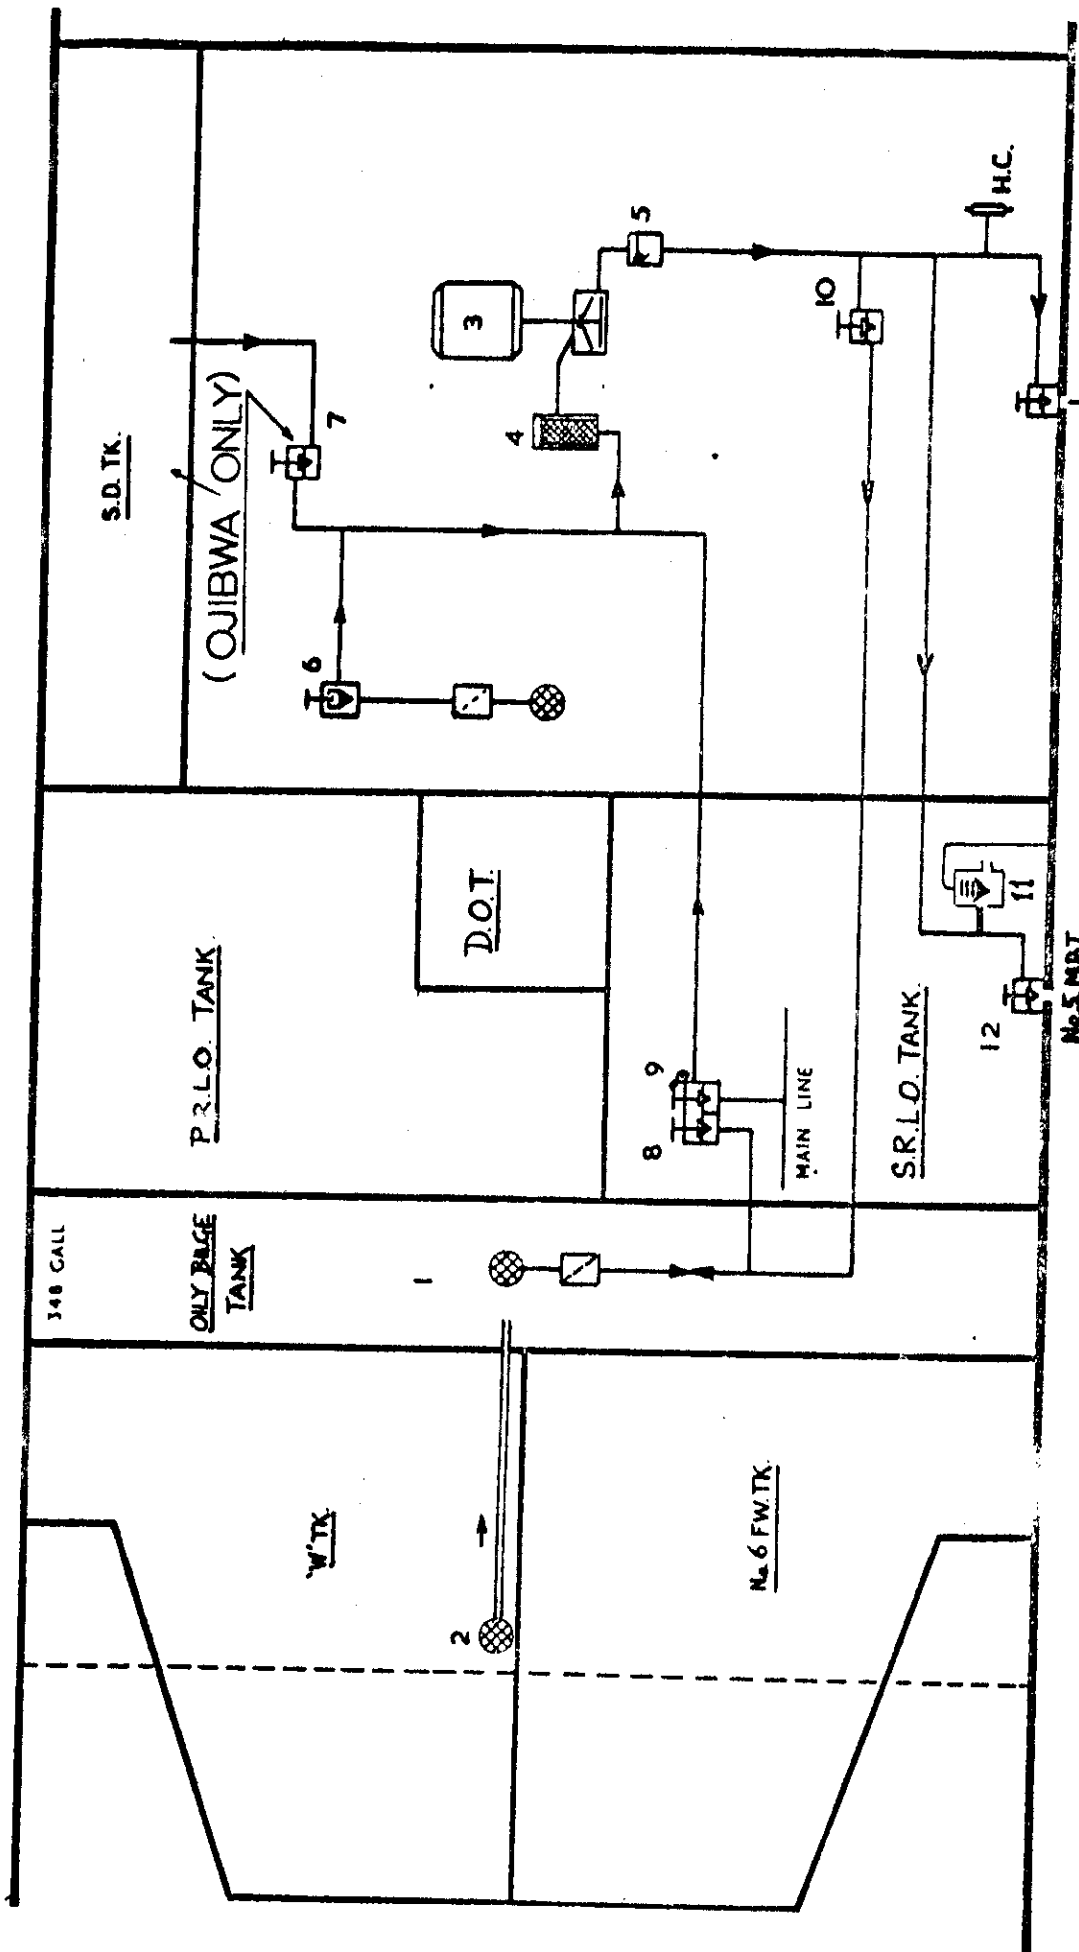 348 GALL
OILY BILGE
TANK
1
'W' TK.
2
No 6 F.W. TK.
P.R.L.O. TANK
D.O.T.
8
9
MAIN LINE
S.R.L.O. TANK.
11
12
No 5 MBT
S.D. TK.
(OJIBWA ONLY)
7
6
3
4
5
10
H.C.